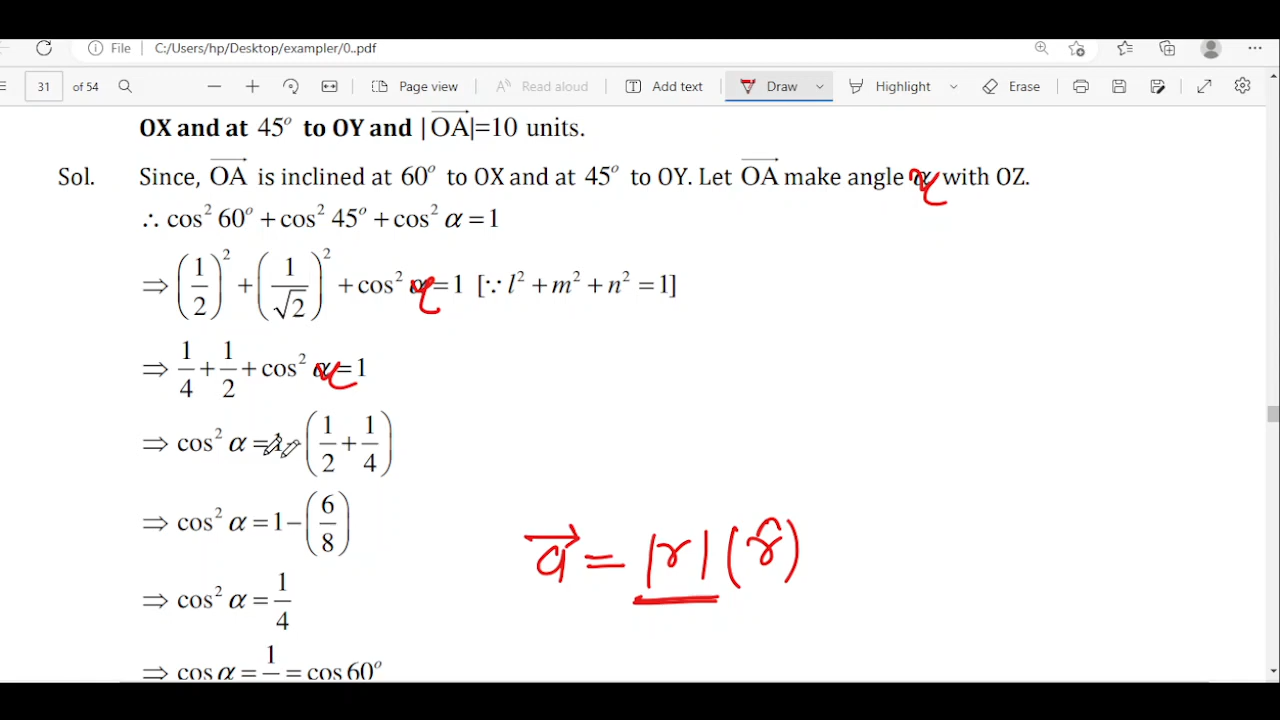 File C:/Users/hp/Desktop/exampler/0..pdf
31 of 54 Page view Read aloud Add text Draw Highlight Erase
OX and at 45° to OY and |OA⃗|=10 units.
Sol. Since, OA⃗ is inclined at 60° to OX and at 45° to OY. Let OA⃗ make angle α with OZ.
∴ cos² 60° + cos² 45° + cos² α = 1
⇒ (1/2)² + (1/√2)² + cos² α = 1 [∵ l² + m² + n² = 1]
⇒ 1/4 + 1/2 + cos² α = 1
⇒ cos² α = (1/2 + 1/4)
⇒ cos² α = 1 − (6/8)
⇒ cos² α = 1/4
a⃗ = |r| (r̂)
⇒ cos α = 1/ = cos 60°